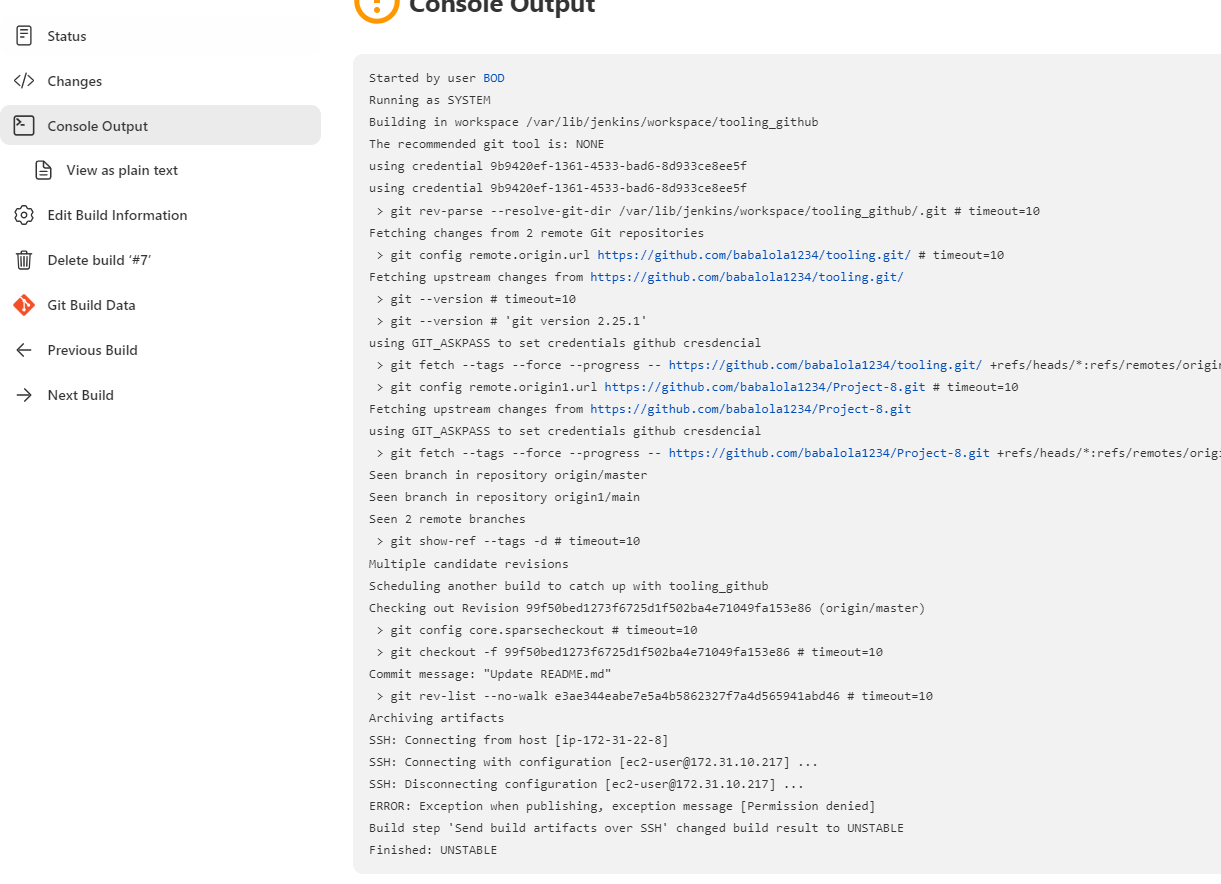 Console Output
Status
Changes
Console Output
View as plain text
Edit Build Information
Delete build ‘#7’
Git Build Data
Previous Build
Next Build
Started by user BOD
Running as SYSTEM
Building in workspace /var/lib/jenkins/workspace/tooling_github
The recommended git tool is: NONE
using credential 9b9420ef-1361-4533-bad6-8d933ce8ee5f
using credential 9b9420ef-1361-4533-bad6-8d933ce8ee5f
> git rev-parse --resolve-git-dir /var/lib/jenkins/workspace/tooling_github/.git # timeout=10
Fetching changes from 2 remote Git repositories
> git config remote.origin.url https://github.com/babalola1234/tooling.git/ # timeout=10
Fetching upstream changes from https://github.com/babalola1234/tooling.git/
> git --version # timeout=10
> git --version # 'git version 2.25.1'
using GIT_ASKPASS to set credentials github cresdencial
> git fetch --tags --force --progress -- https://github.com/babalola1234/tooling.git/ +refs/heads/*:refs/remotes/origin
> git config remote.origin1.url https://github.com/babalola1234/Project-8.git # timeout=10
Fetching upstream changes from https://github.com/babalola1234/Project-8.git
using GIT_ASKPASS to set credentials github cresdencial
> git fetch --tags --force --progress -- https://github.com/babalola1234/Project-8.git +refs/heads/*:refs/remotes/origi
Seen branch in repository origin/master
Seen branch in repository origin1/main
Seen 2 remote branches
> git show-ref --tags -d # timeout=10
Multiple candidate revisions
Scheduling another build to catch up with tooling_github
Checking out Revision 99f50bed1273f6725d1f502ba4e71049fa153e86 (origin/master)
> git config core.sparsecheckout # timeout=10
> git checkout -f 99f50bed1273f6725d1f502ba4e71049fa153e86 # timeout=10
Commit message: "Update README.md"
> git rev-list --no-walk e3ae344eabe7e5a4b5862327f7a4d565941abd46 # timeout=10
Archiving artifacts
SSH: Connecting from host [ip-172-31-22-8]
SSH: Connecting with configuration [ec2-user@172.31.10.217] ...
SSH: Disconnecting configuration [ec2-user@172.31.10.217] ...
ERROR: Exception when publishing, exception message [Permission denied]
Build step 'Send build artifacts over SSH' changed build result to UNSTABLE
Finished: UNSTABLE